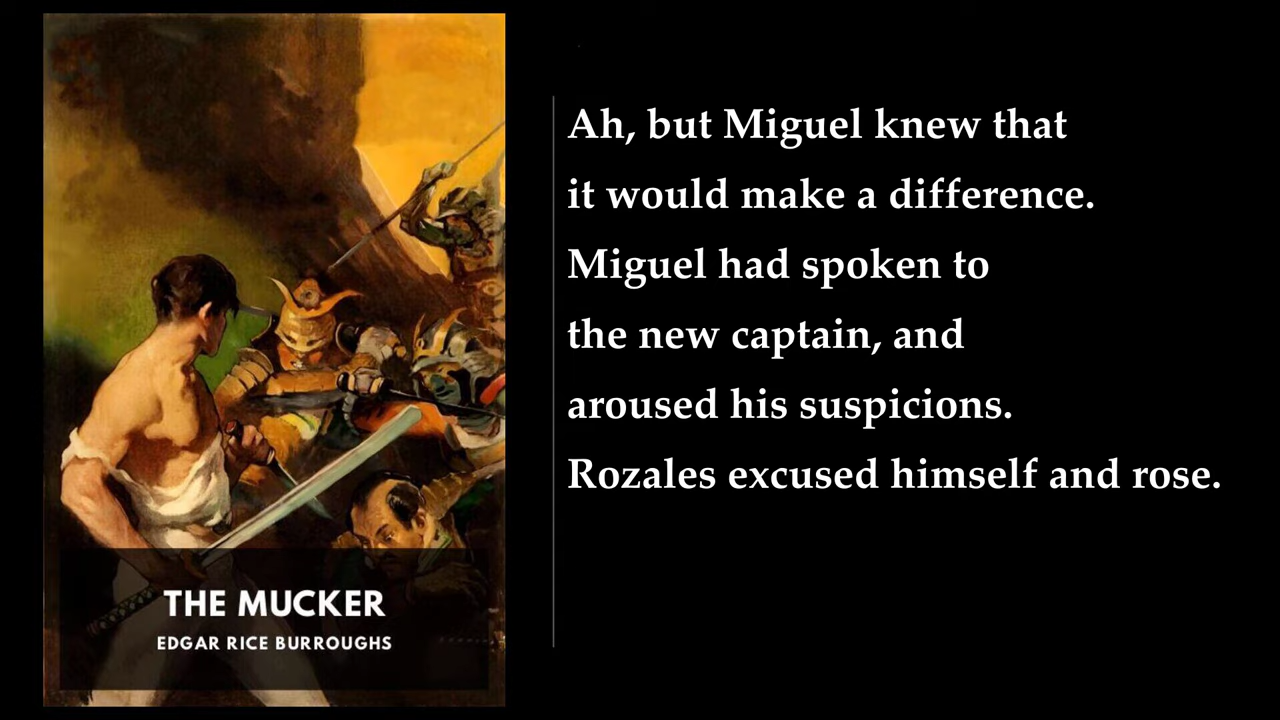 THE MUCKER
EDGAR RICE BURROUGHS
Ah, but Miguel knew that
it would make a difference.
Miguel had spoken to
the new captain, and
aroused his suspicions.
Rozales excused himself and rose.